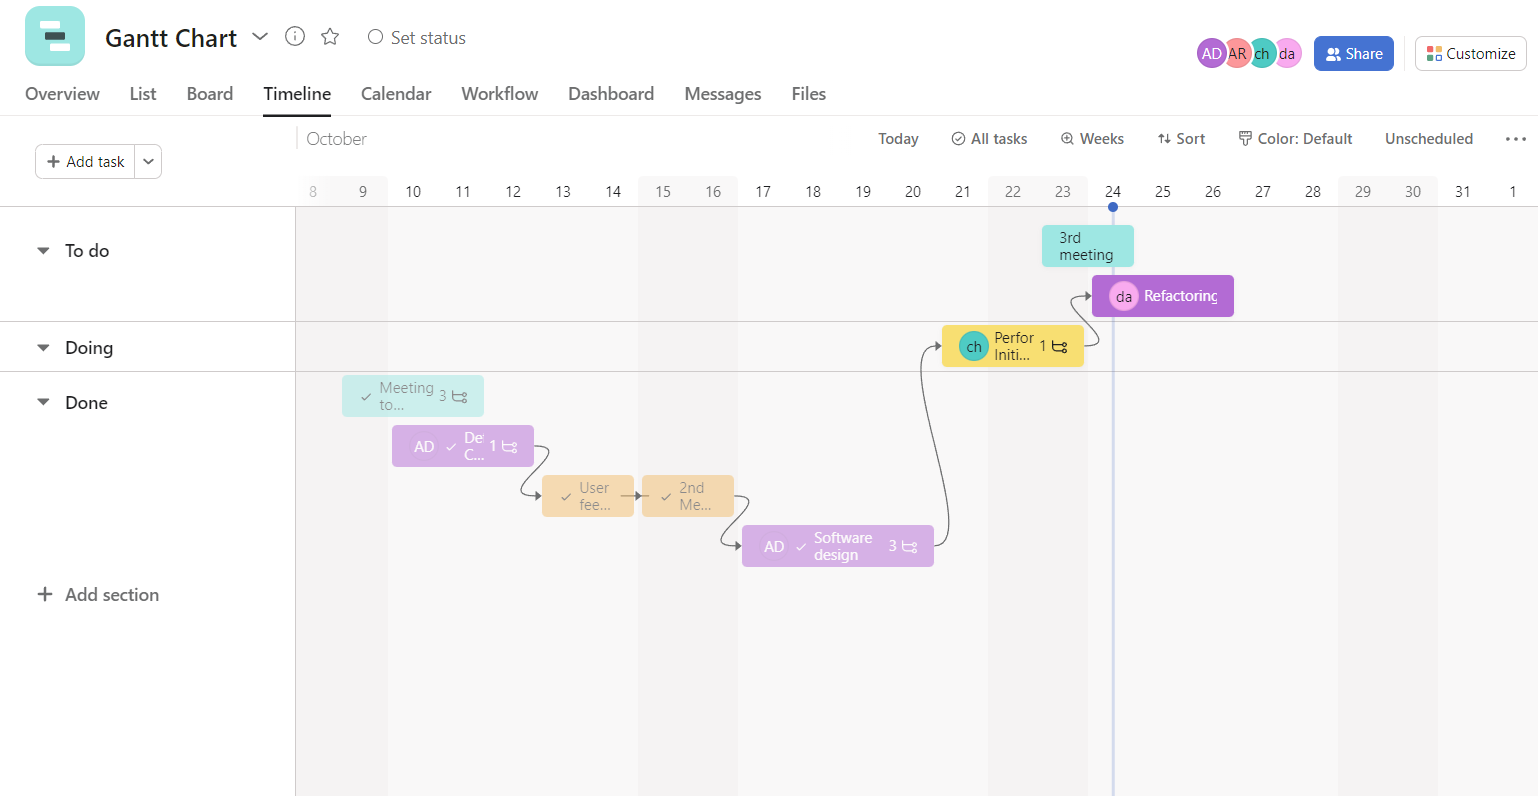 Gantt Chart
Set status
AD AR ch da
Share
Customize
Overview List Board Timeline Calendar Workflow Dashboard Messages Files
Add task
October
Today All tasks Weeks Sort Color: Default Unscheduled
8 9 10 11 12 13 14 15 16 17 18 19 20 21 22 23 24 25 26 27 28 29 30 31 1
To do
3rd
meeting
da Refactoring
Doing
ch Perfor
Initi... 1
Done
Meeting
to... 3
AD De
C... 1
User
fee...
2nd
Me...
AD Software
design 3
Add section